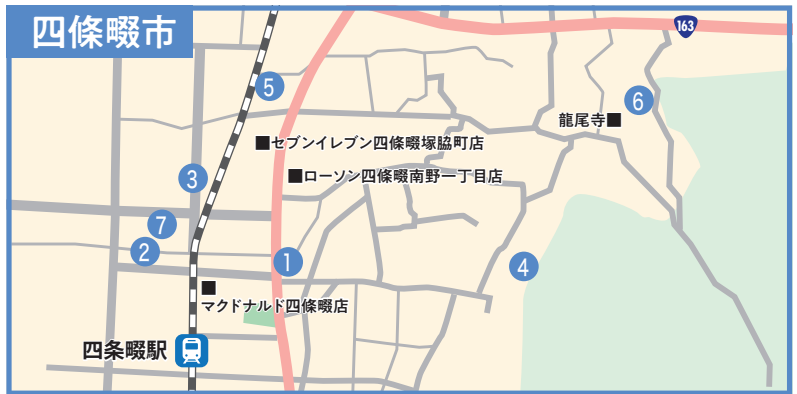 四條畷市
163
5
6
龍尾寺
セブンイレブン四條畷塚脇町店
ローソン四條畷南野一丁目店
3
7
2
1
4
マクドナルド四條畷店
四条畷駅